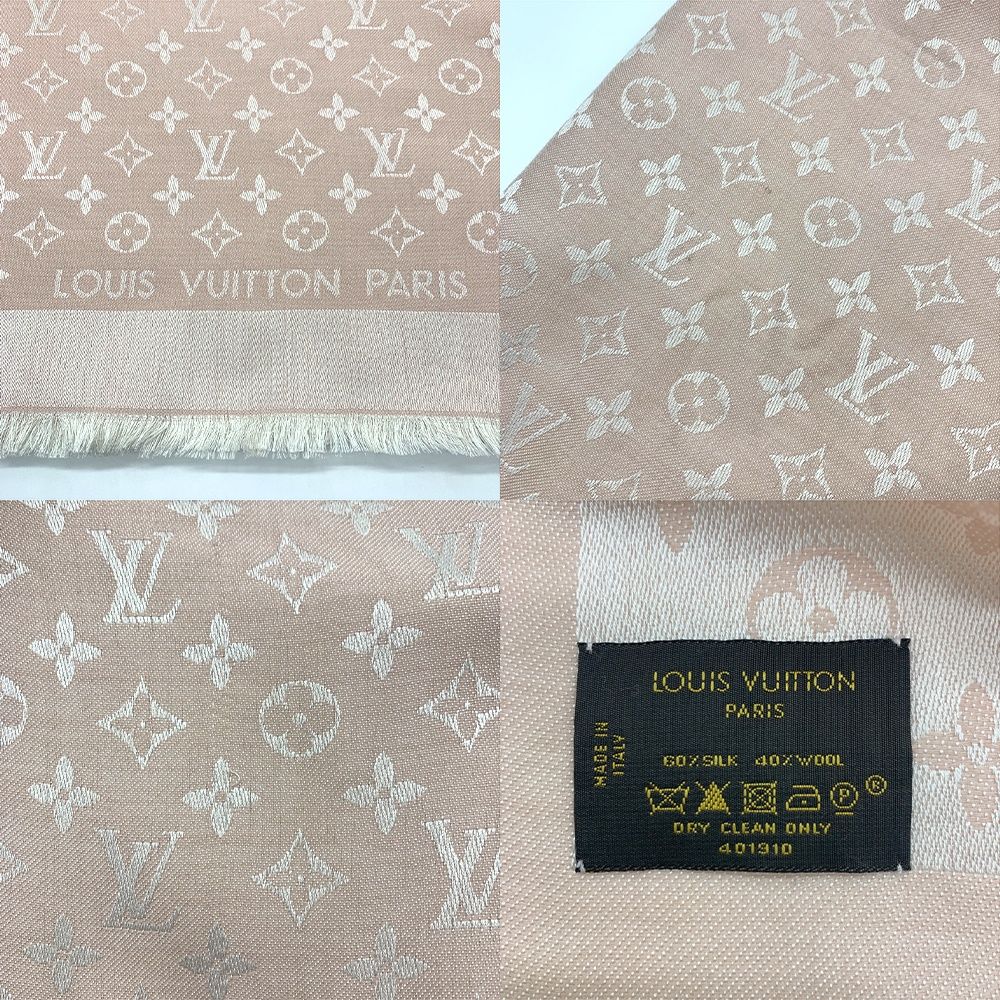 LOUIS VUITTON PARIS
LOUIS VUITTON
PARIS
MADE IN
ITALY
60%SILK 40%WOOL
P ®
DRY CLEAN ONLY
401910